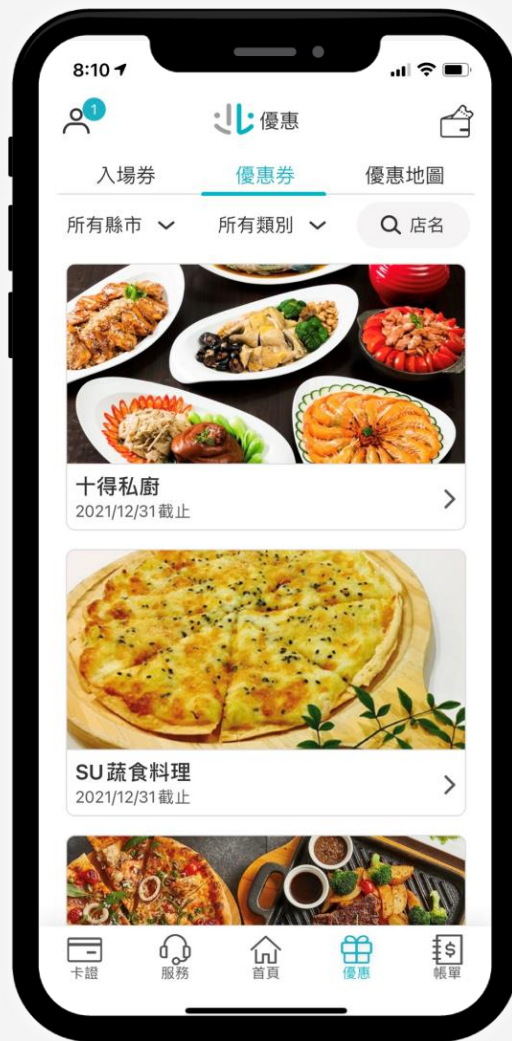 8:10
1
北優惠
入場券
優惠券
優惠地圖
所有縣市
所有類別
店名
十得私廚
2021/12/31截止
SU蔬食料理
2021/12/31截止
卡證
服務
首頁
優惠
帳單